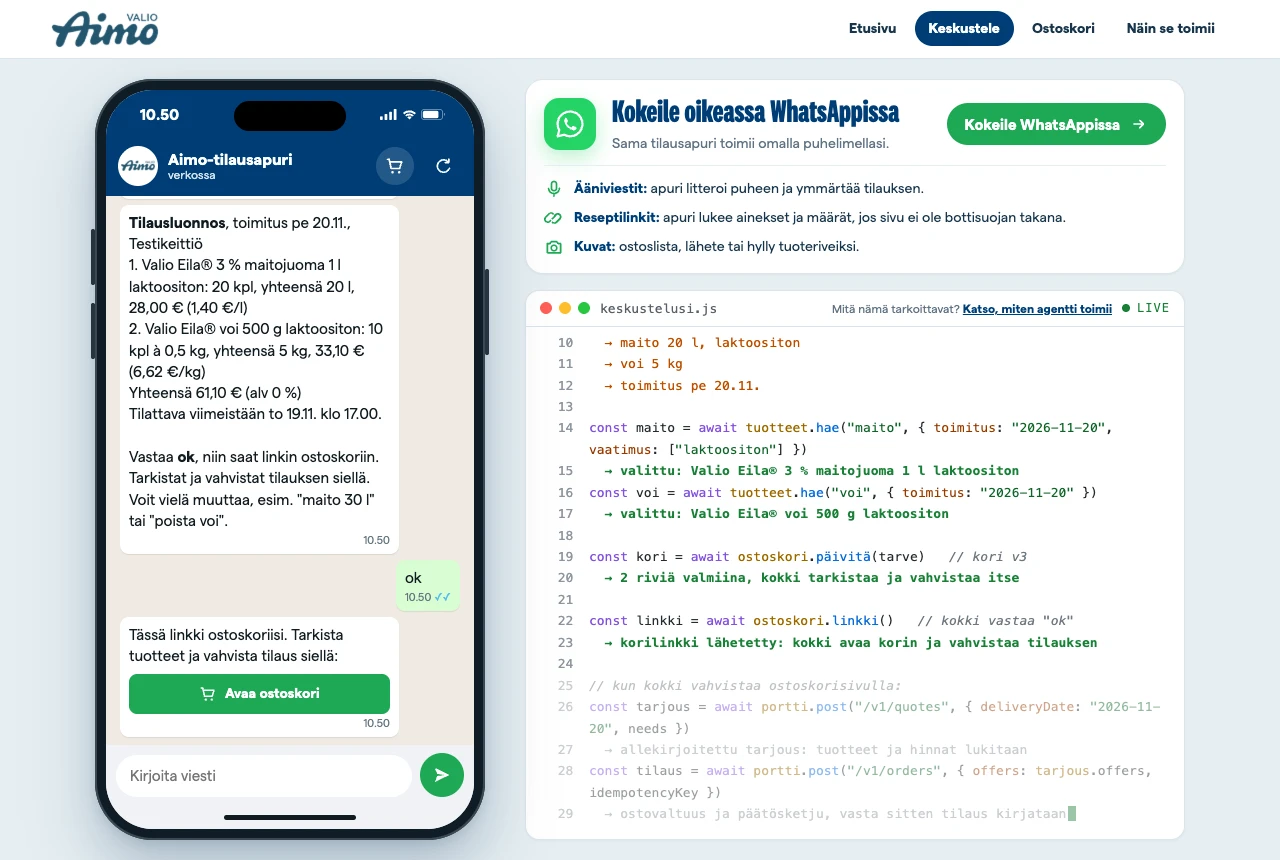 VALIO
Aimo
Etusivu
Keskustele
Ostoskori
Näin se toimii
10.50
Aimo
Aimo-tilausapuri
verkossa
Tilausluonnos, toimitus pe 20.11.,
Testikeittiö
1. Valio Eila® 3 % maitojuoma 1 l
laktoositon: 20 kpl, yhteensä 20 l,
28,00 € (1,40 €/l)
2. Valio Eila® voi 500 g laktoositon: 10
kpl à 0,5 kg, yhteensä 5 kg, 33,10 €
(6,62 €/kg)
Yhteensä 61,10 € (alv 0 %)
Tilattava viimeistään to 19.11. klo 17.00.
Vastaa ok, niin saat linkin ostoskoriin.
Tarkistat ja vahvistat tilauksen siellä.
Voit vielä muuttaa, esim. "maito 30 l"
tai "poista voi".
10.50
ok
10.50 ✓✓
Tässä linkki ostoskoriisi. Tarkista
tuotteet ja vahvista tilaus siellä:
Avaa ostoskori
10.50
Kirjoita viesti
Kokeile oikeassa WhatsAppissa
Sama tilausapuri toimii omalla puhelimellasi.
Kokeile WhatsAppissa →
Ääniviestit: apuri litteroi puheen ja ymmärtää tilauksen.
Reseptilinkit: apuri lukee ainekset ja määrät, jos sivu ei ole bottisuojan takana.
Kuvat: ostoslista, lähete tai hylly tuoteriveiksi.
keskustelusi.js
Mitä nämä tarkoittavat? Katso, miten agentti toimii
LIVE
10 → maito 20 l, laktoositon
11 → voi 5 kg
12 → toimitus pe 20.11.
13
14 const maito = await tuotteet.hae("maito", { toimitus: "2026-11-20",
vaatimus: ["laktoositon"] })
15 → valittu: Valio Eila® 3 % maitojuoma 1 l laktoositon
16 const voi = await tuotteet.hae("voi", { toimitus: "2026-11-20" })
17 → valittu: Valio Eila® voi 500 g laktoositon
18
19 const kori = await ostoskori.päivitä(tarve) // kori v3
20 → 2 riviä valmiina, kokki tarkistaa ja vahvistaa itse
21
22 const linkki = await ostoskori.linkki() // kokki vastaa "ok"
23 → korilinkki lähetetty: kokki avaa korin ja vahvistaa tilauksen
24
25 // kun kokki vahvistaa ostoskorisivulla:
26 const tarjous = await portti.post("/v1/quotes", { deliveryDate: "2026-11-
20", needs })
27 → allekirjoitettu tarjous: tuotteet ja hinnat lukitaan
28 const tilaus = await portti.post("/v1/orders", { offers: tarjous.offers,
idempotencyKey })
29 → ostovaltuus ja päätösketju, vasta sitten tilaus kirjataan